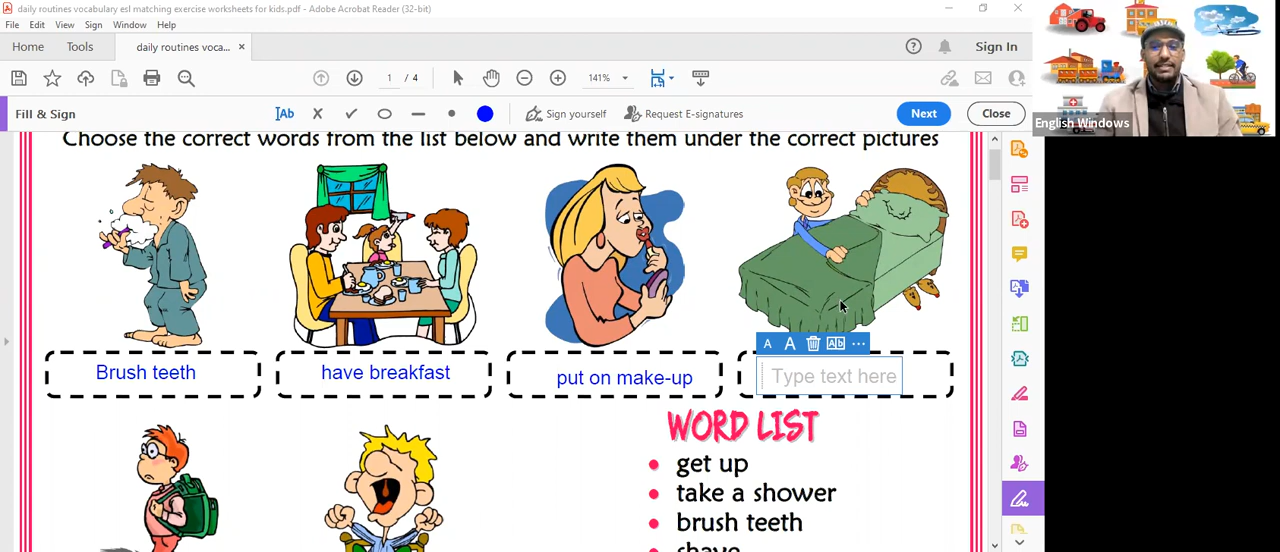 daily routines vocabulary esl matching exercise worksheets for kids.pdf - Adobe Acrobat Reader (32-bit)
File Edit View Sign Window Help
Home Tools daily routines voca... × Sign In
1 / 4 141%
Fill & Sign Ab Sign yourself Request E-signatures Next Close
English Windows
Choose the correct words from the list below and write them under the correct pictures
A A Ab ...
Brush teeth have breakfast put on make-up Type text here
WORD LIST
• get up
• take a shower
• brush teeth
• shave